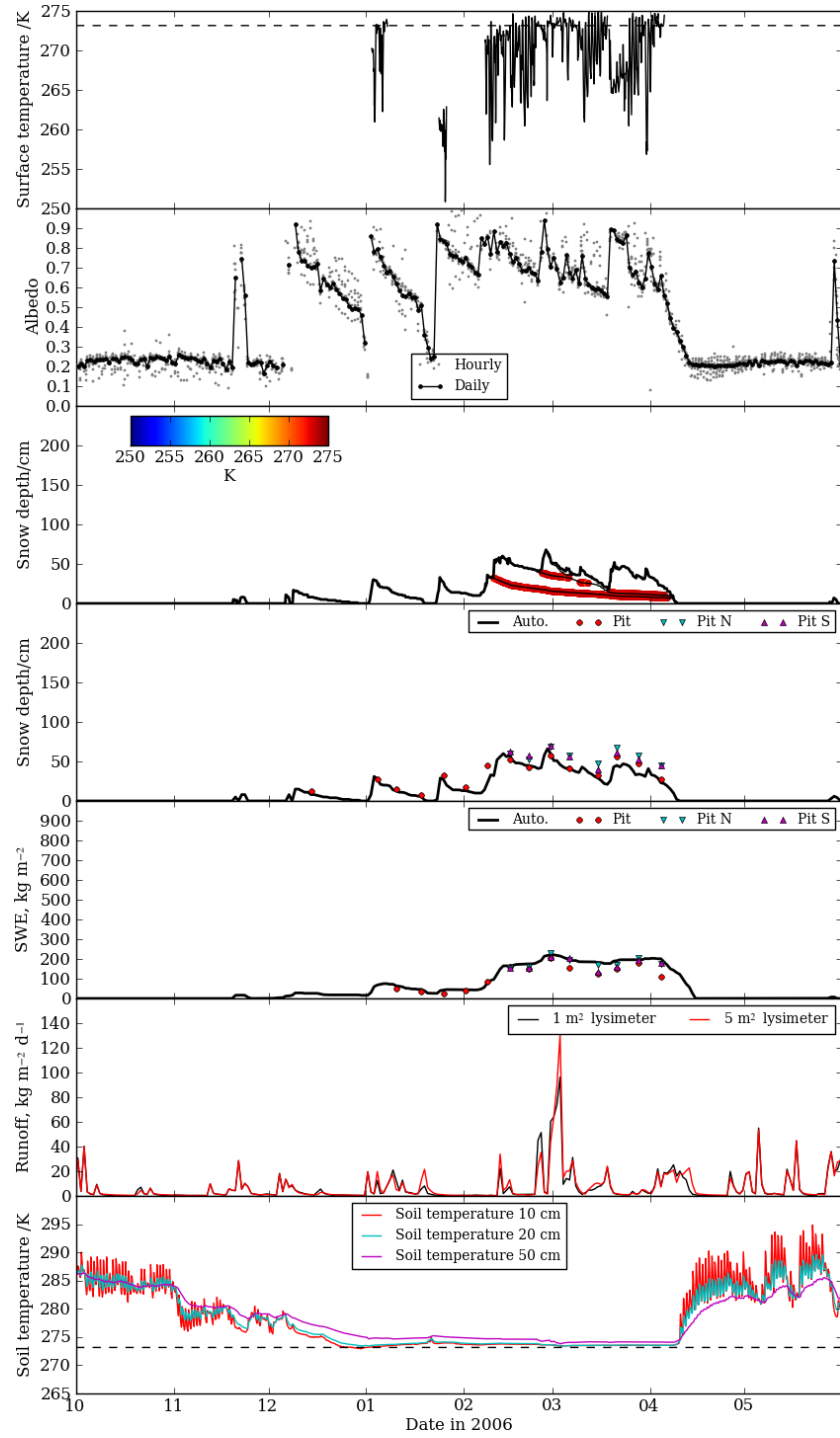 275
270
265
260
255
250
Surface temperature /K
0.9
0.8
0.7
0.6
0.5
0.4
0.3
0.2
0.1
0.0
Albedo
Hourly
Daily
200
150
100
50
0
Snow depth/cm
250 255 260 265 270 275
K
200
150
100
50
0
Snow depth/cm
Auto. Pit Pit N Pit S
900
800
700
600
500
400
300
200
100
0
SWE, kg m⁻²
Auto. Pit Pit N Pit S
140
120
100
80
60
40
20
0
Runoff, kg m⁻² d⁻¹
1 m² lysimeter 5 m² lysimeter
295
290
285
280
275
270
265
Soil temperature /K
Soil temperature 10 cm
Soil temperature 20 cm
Soil temperature 50 cm
10 11 12 01 02 03 04 05
Date in 2006